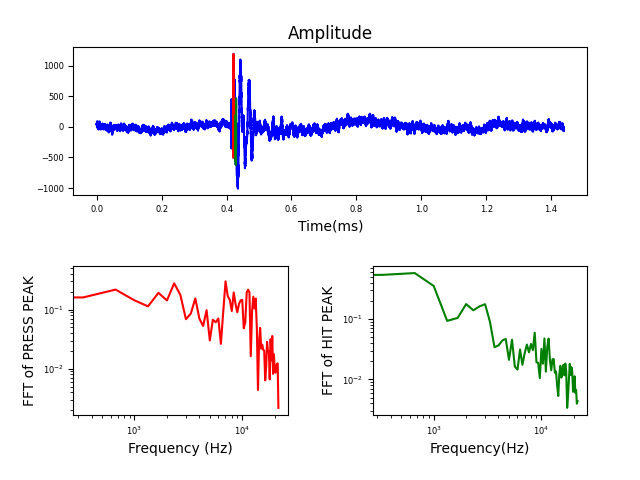 Amplitude
1000
500
0
−500
−1000
0.0 0.2 0.4 0.6 0.8 1.0 1.2 1.4
Time(ms)
FFT of PRESS PEAK
10⁻¹
10⁻²
10³ 10⁴
Frequency (Hz)
FFT of HIT PEAK
10⁻¹
10⁻²
10³ 10⁴
Frequency(Hz)